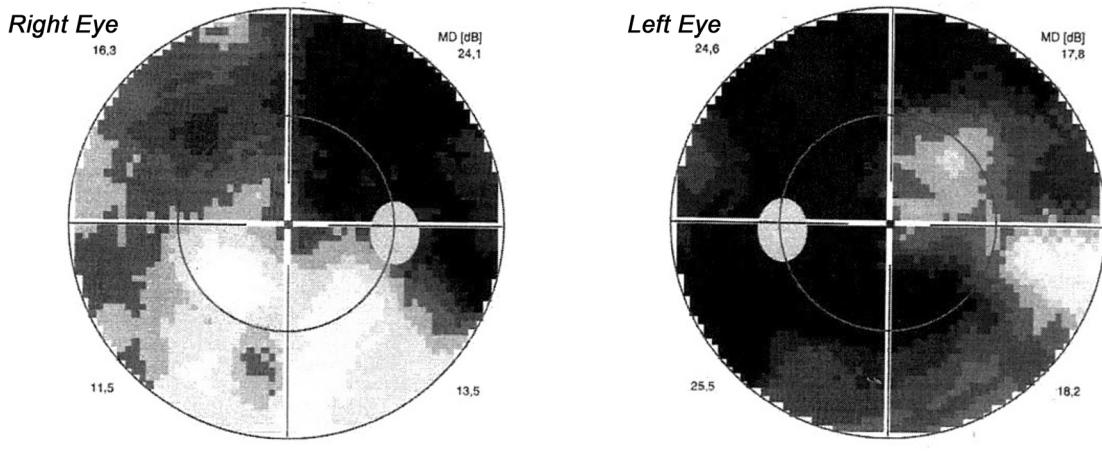 Right Eye
16,3
MD [dB]
24,1
11,5
13,5
Left Eye
24,6
MD [dB]
17,8
25,5
18,2